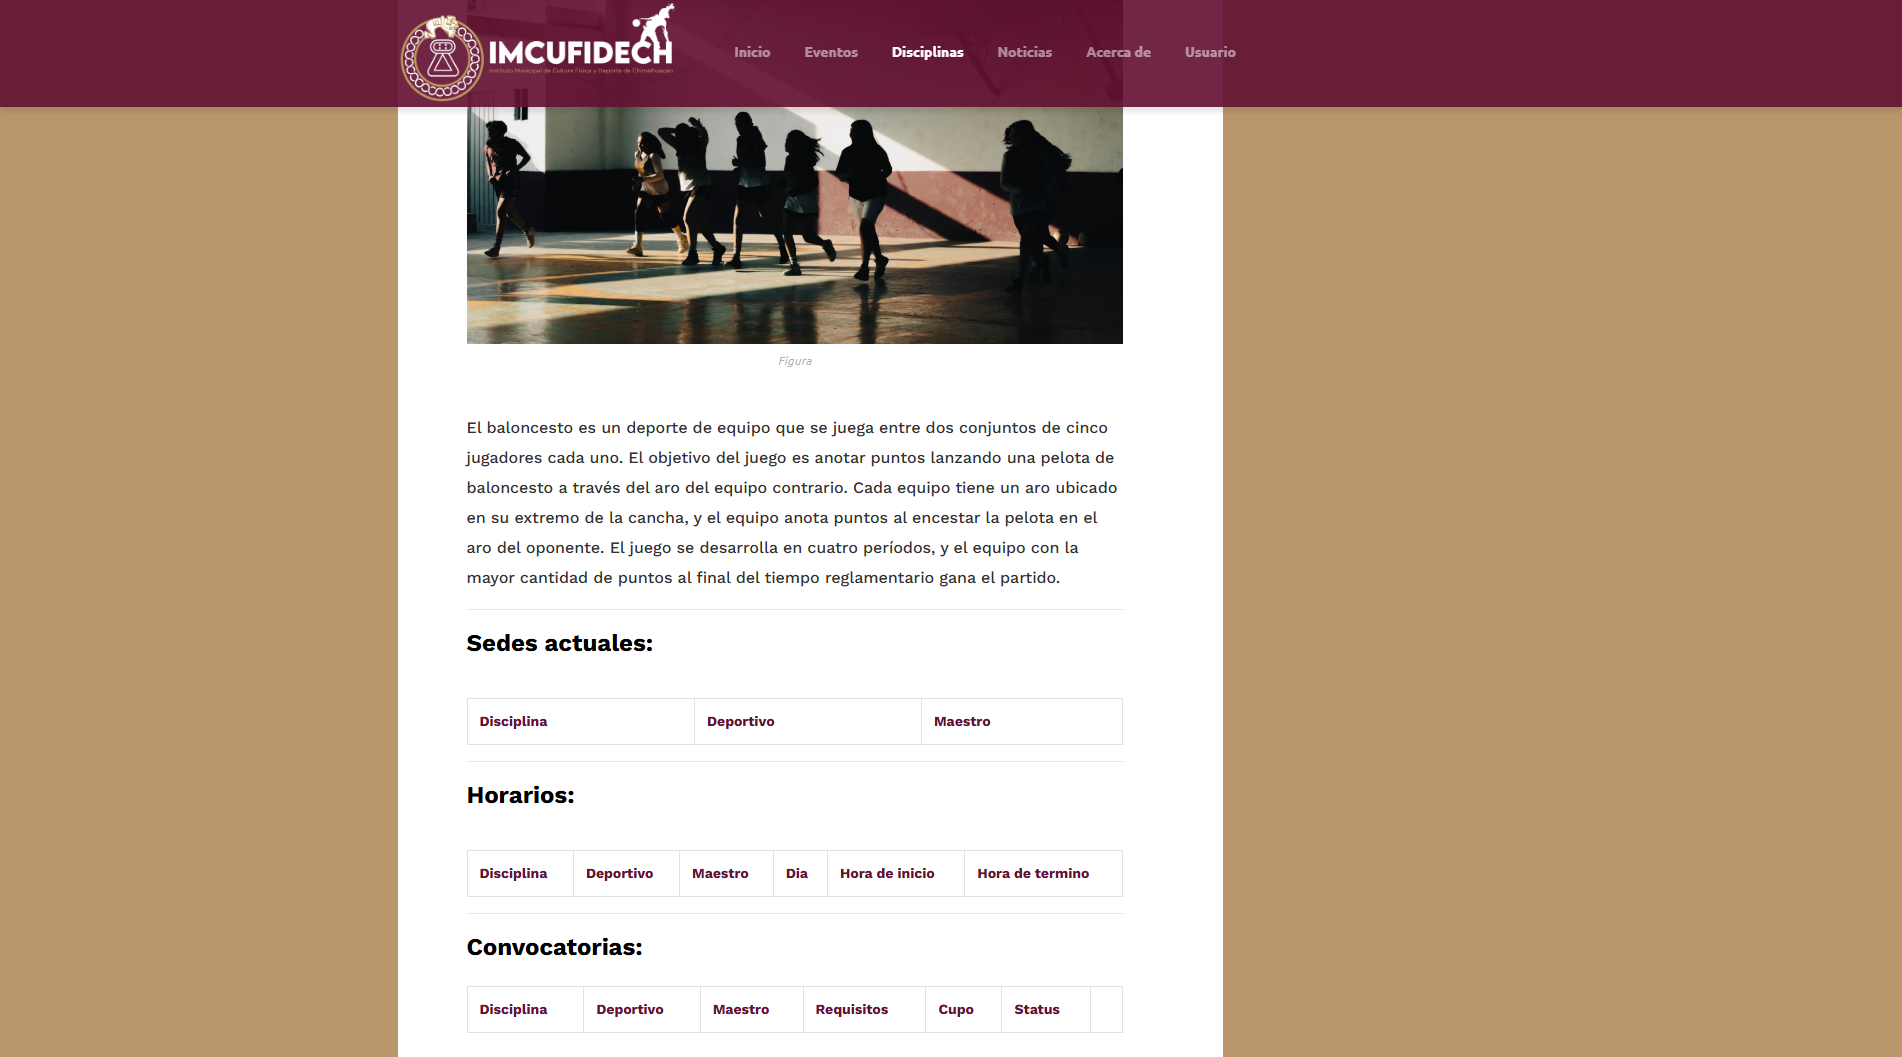 IMCUFIDECH
Instituto Municipal de Cultura Física y Deporte de Chimalhuacán
Inicio Eventos Disciplinas Noticias Acerca de Usuario
Figura
El baloncesto es un deporte de equipo que se juega entre dos conjuntos de cinco
jugadores cada uno. El objetivo del juego es anotar puntos lanzando una pelota de
baloncesto a través del aro del equipo contrario. Cada equipo tiene un aro ubicado
en su extremo de la cancha, y el equipo anota puntos al encestar la pelota en el
aro del oponente. El juego se desarrolla en cuatro períodos, y el equipo con la
mayor cantidad de puntos al final del tiempo reglamentario gana el partido.
Sedes actuales:
Disciplina Deportivo Maestro
Horarios:
Disciplina Deportivo Maestro Dia Hora de inicio Hora de termino
Convocatorias:
Disciplina Deportivo Maestro Requisitos Cupo Status